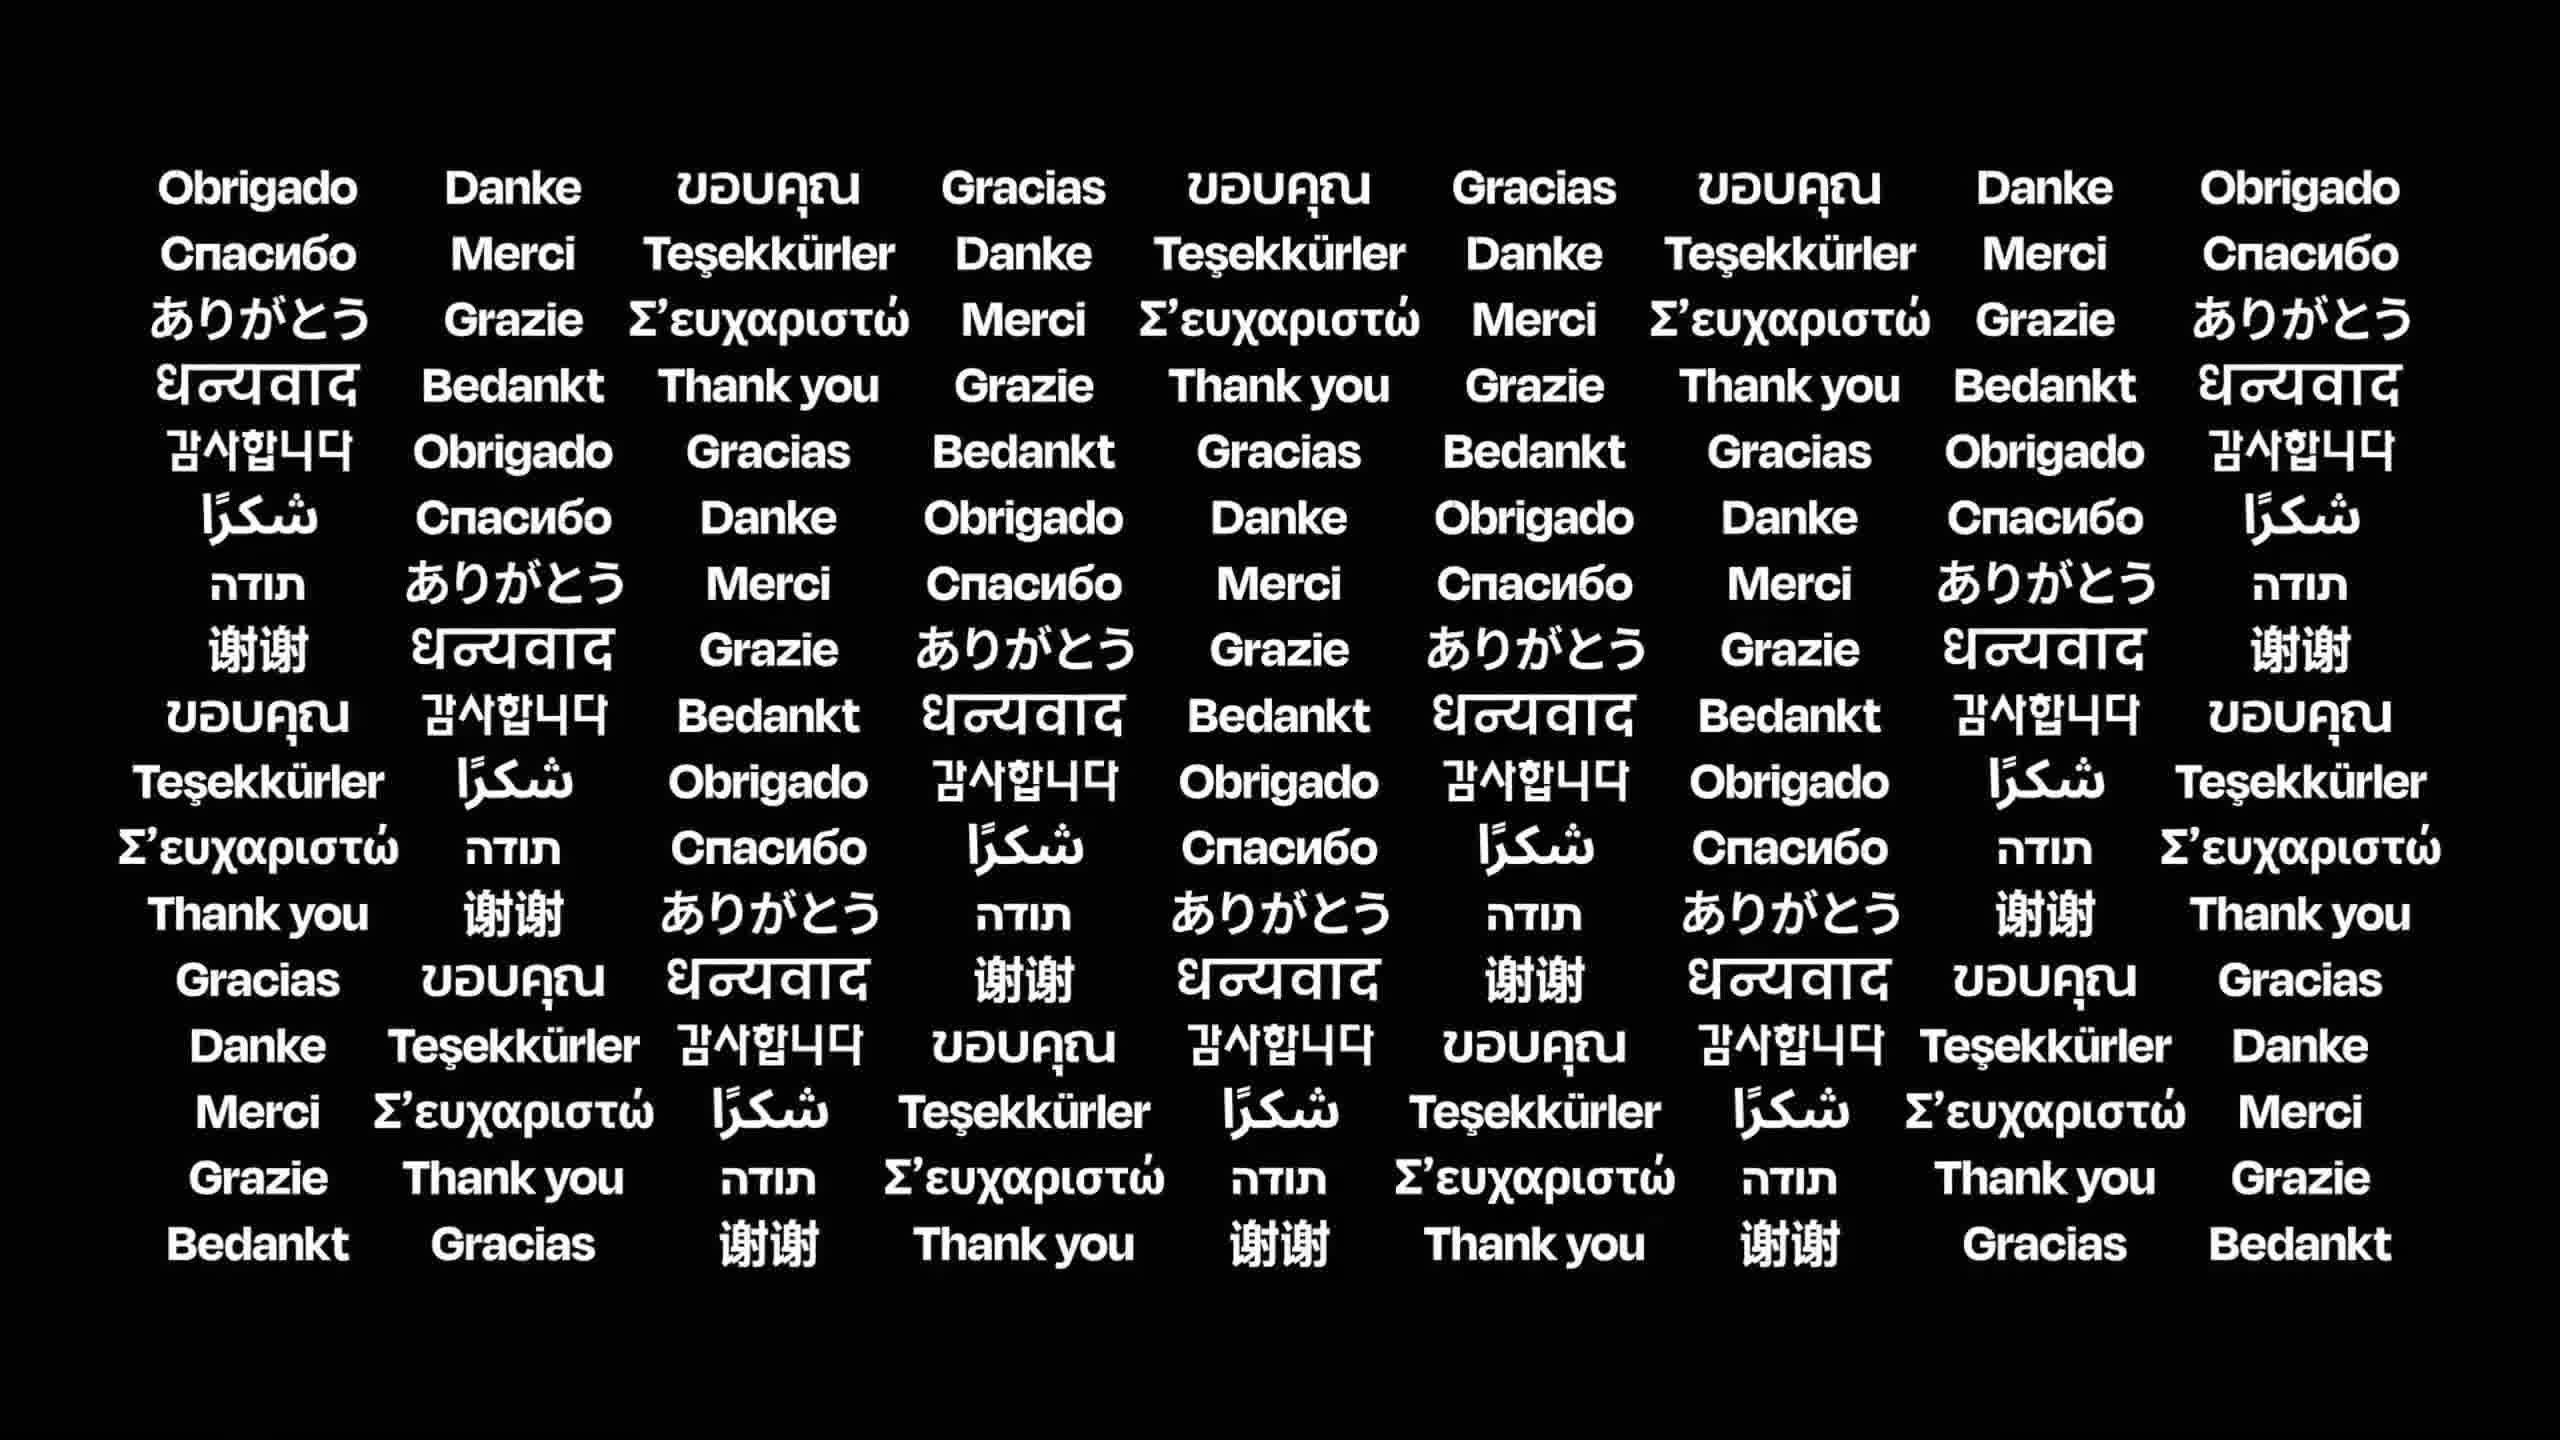 Obrigado Danke ขอบคุณ Gracias ขอบคุณ Gracias ขอบคุณ Danke Obrigado
Спасибо Merci Teşekkürler Danke Teşekkürler Danke Teşekkürler Merci Спасибо
ありがとう Grazie Σ’ευχαριστώ Merci Σ’ευχαριστώ Merci Σ’ευχαριστώ Grazie ありがとう
धन्यवाद Bedankt Thank you Grazie Thank you Grazie Thank you Bedankt धन्यवाद
감사합니다 Obrigado Gracias Bedankt Gracias Bedankt Gracias Obrigado 감사합니다
شكرًا Спасибо Danke Obrigado Danke Obrigado Danke Спасибо شكرًا
תודה ありがとう Merci Спасибо Merci Спасибо Merci ありがとう תודה
谢谢 धन्यवाद Grazie ありがとう Grazie ありがとう Grazie धन्यवाद 谢谢
ขอบคุณ 감사합니다 Bedankt धन्यवाद Bedankt धन्यवाद Bedankt 감사합니다 ขอบคุณ
Teşekkürler شكرًا Obrigado 감사합니다 Obrigado 감사합니다 Obrigado شكرًا Teşekkürler
Σ’ευχαριστώ תודה Спасибо شكرًا Спасибо شكرًا Спасибо תודה Σ’ευχαριστώ
Thank you 谢谢 ありがとう תודה ありがとう תודה ありがとう 谢谢 Thank you
Gracias ขอบคุณ धन्यवाद 谢谢 धन्यवाद 谢谢 धन्यवाद ขอบคุณ Gracias
Danke Teşekkürler 감사합니다 ขอบคุณ 감사합니다 ขอบคุณ 감사합니다 Teşekkürler Danke
Merci Σ’ευχαριστώ شكرًا Teşekkürler شكرًا Teşekkürler شكرًا Σ’ευχαριστώ Merci
Grazie Thank you תודה Σ’ευχαριστώ תודה Σ’ευχαριστώ תודה Thank you Grazie
Bedankt Gracias 谢谢 Thank you 谢谢 Thank you 谢谢 Gracias Bedankt